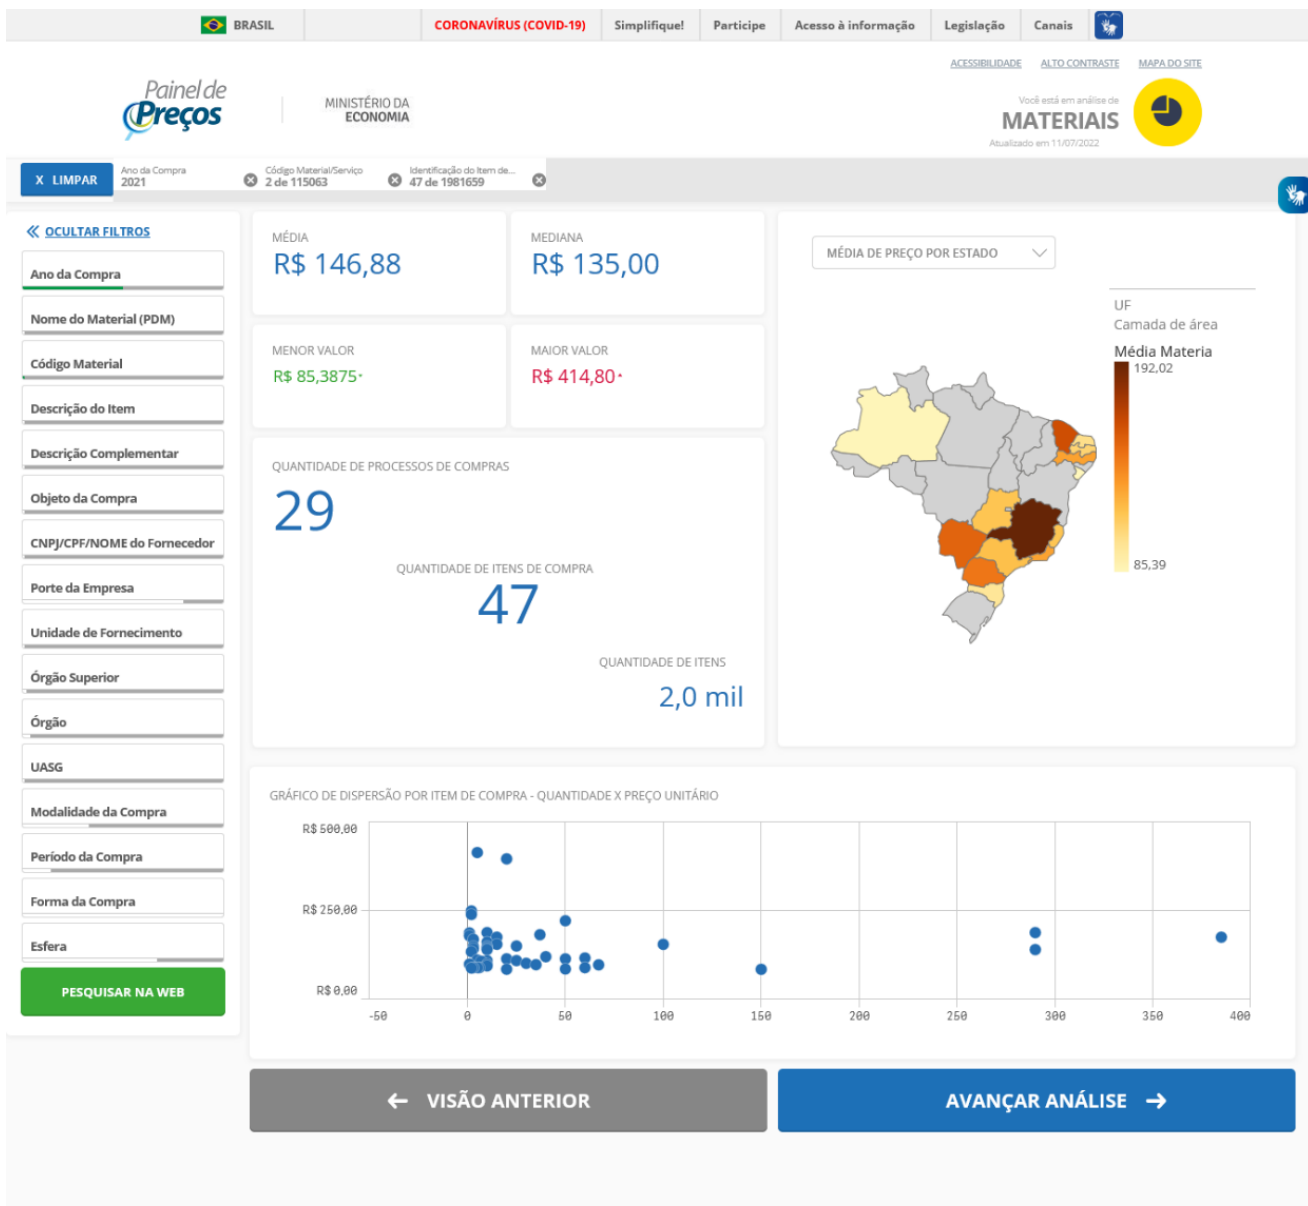 BRASIL
CORONAVÍRUS (COVID-19)
Simplifique!
Participe
Acesso à informação
Legislação
Canais
ACESSIBILIDADE
ALTO CONTRASTE
MAPA DO SITE
Painel de
Preços
MINISTÉRIO DA
ECONOMIA
Você está em análise de
MATERIAIS
Atualizado em 11/07/2022
X LIMPAR
Ano da Compra
2021
Código Material/Serviço
2 de 115063
Identificação do Item de...
47 de 1981659
OCULTAR FILTROS
Ano da Compra
Nome do Material (PDM)
Código Material
Descrição do Item
Descrição Complementar
Objeto da Compra
CNPJ/CPF/NOME do Fornecedor
Porte da Empresa
Unidade de Fornecimento
Órgão Superior
Órgão
UASG
Modalidade da Compra
Período da Compra
Forma da Compra
Esfera
PESQUISAR NA WEB
MÉDIA
R$ 146,88
MEDIANA
R$ 135,00
MENOR VALOR
R$ 85,3875*
MAIOR VALOR
R$ 414,80*
QUANTIDADE DE PROCESSOS DE COMPRAS
29
QUANTIDADE DE ITENS DE COMPRA
47
QUANTIDADE DE ITENS
2,0 mil
MÉDIA DE PREÇO POR ESTADO
UF
Camada de área
Média Materia
192,02
85,39
GRÁFICO DE DISPERSÃO POR ITEM DE COMPRA - QUANTIDADE X PREÇO UNITÁRIO
R$ 500,00
R$ 250,00
R$ 0,00
-50 0 50 100 150 200 250 300 350 400
VISÃO ANTERIOR
AVANÇAR ANÁLISE